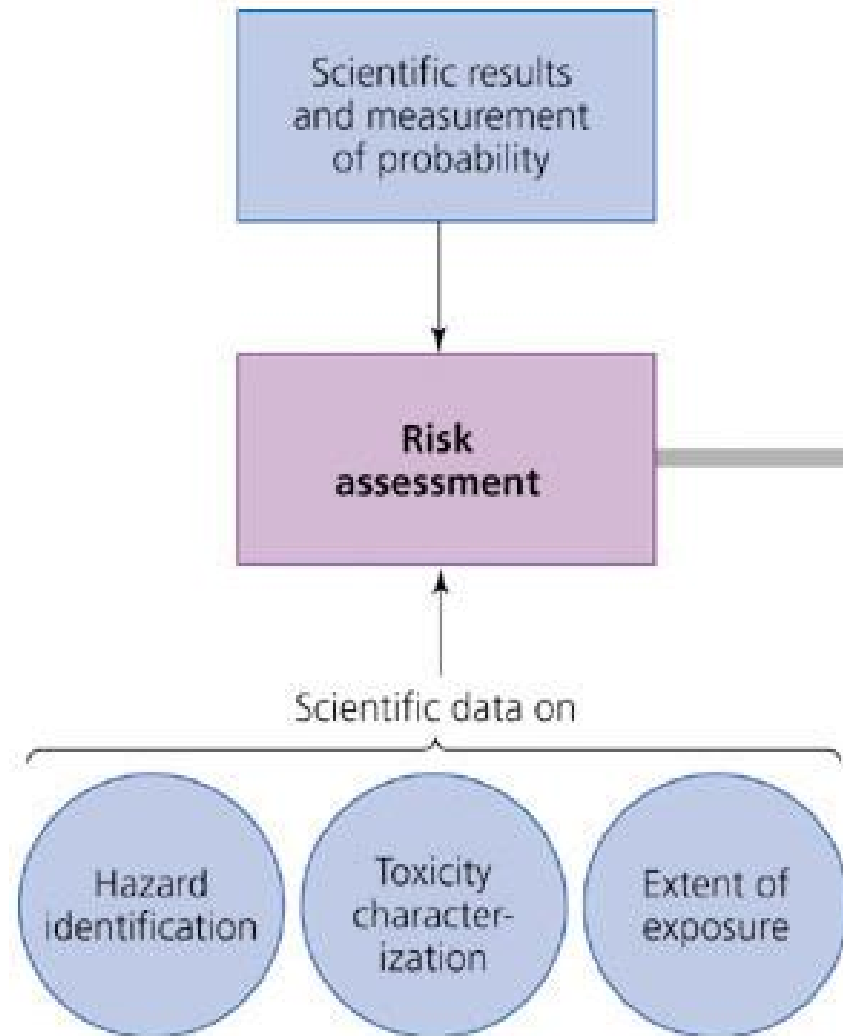 Scientific results
and measurement
of probability
Risk
assessment
Scientific data on
Hazard
identification
Toxicity
character-
ization
Extent of
exposure